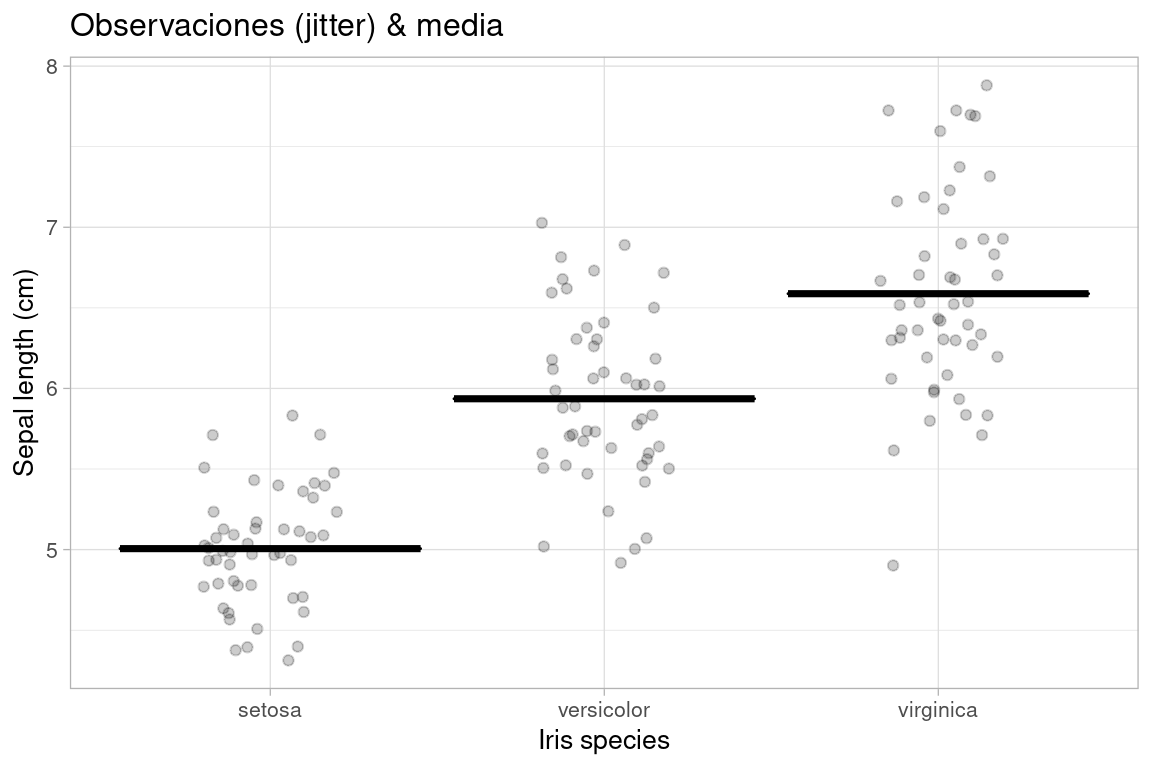 Observaciones (jitter) & media
Sepal length (cm)
8
7
6
5
setosa
versicolor
virginica
Iris species